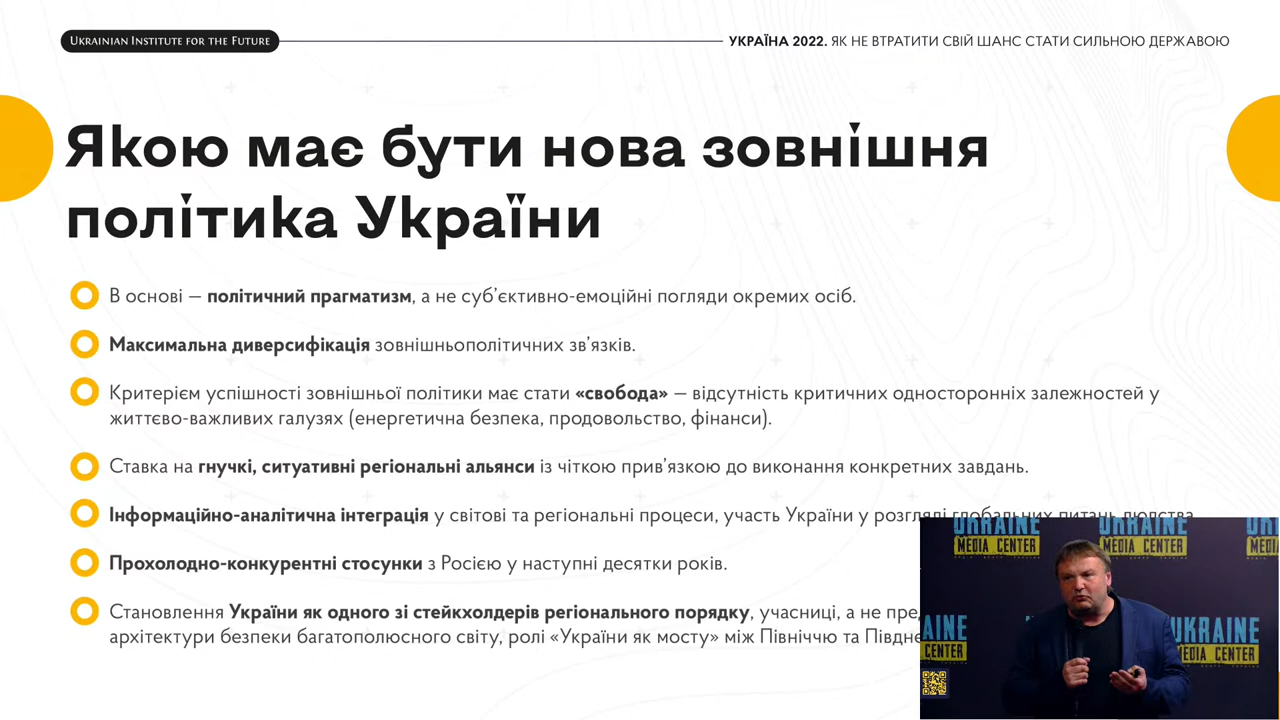 UKRAINIAN INSTITUTE FOR THE FUTURE
УКРАЇНА 2022. ЯК НЕ ВТРАТИТИ СВІЙ ШАНС СТАТИ СИЛЬНОЮ ДЕРЖАВОЮ
Якою має бути нова зовнішня
політика України
В основі — політичний прагматизм, а не суб’єктивно-емоційні погляди окремих осіб.
Максимальна диверсифікація зовнішньополітичних зв’язків.
Критерієм успішності зовнішньої політики має стати «свобода» — відсутність критичних односторонніх залежностей у
життєво-важливих галузях (енергетична безпека, продовольство, фінанси).
Ставка на гнучкі, ситуативні регіональні альянси із чіткою прив’язкою до виконання конкретних завдань.
Інформаційно-аналітична інтеграція у світові та регіональні процеси, участь України у розгляді глобальних питань людства
Прохолодно-конкурентні стосунки з Росією у наступні десятки років.
Становлення України як одного зі стейкхолдерів регіонального порядку, учасниці, а не
архітектури безпеки багатополюсного світу, ролі «України як мосту» між Північчю та
UKRAINE UKRAINE
MEDIA CENTER MEDIA CENTER MEDIA
UKRAINE
CENTER MEDIA CENTER